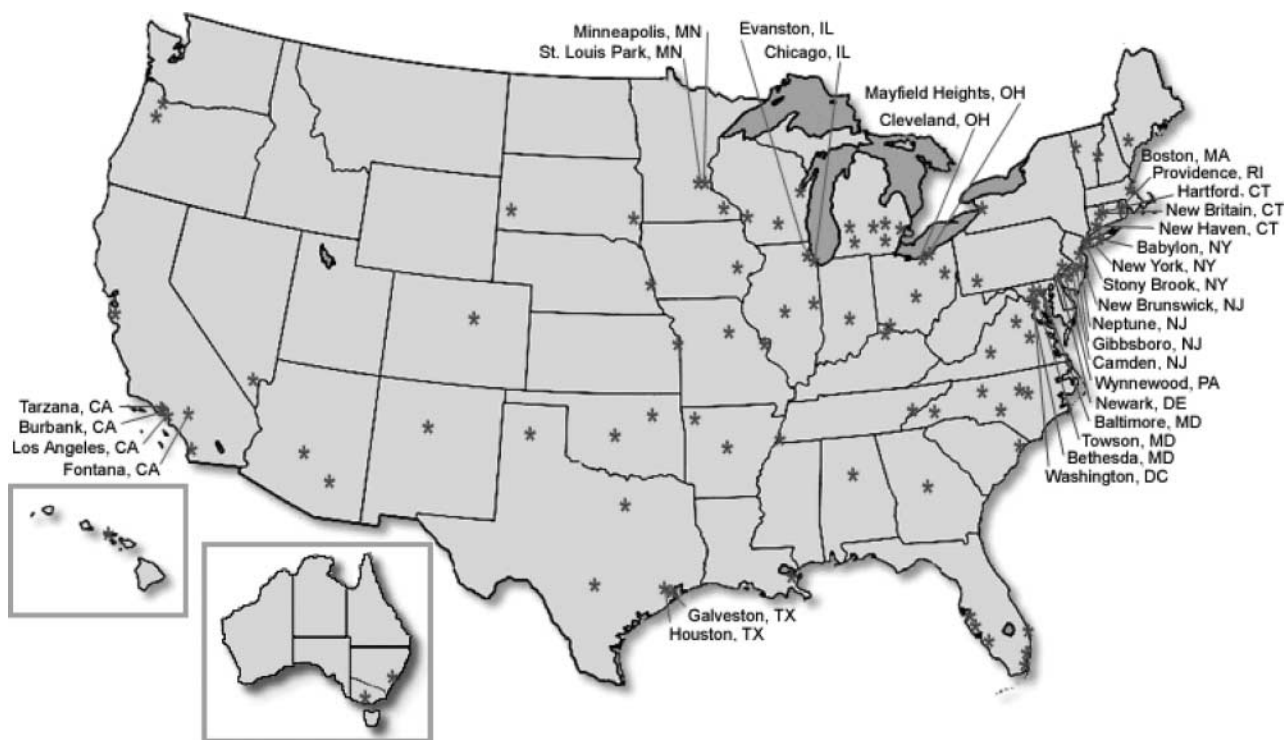 Minneapolis, MN
St. Louis Park, MN
Evanston, IL
Chicago, IL
Mayfield Heights, OH
Cleveland, OH
Boston, MA
Providence, RI
Hartford, CT
New Britain, CT
New Haven, CT
Babylon, NY
New York, NY
Stony Brook, NY
New Brunswick, NJ
Neptune, NJ
Gibbsboro, NJ
Camden, NJ
Wynnewood, PA
Newark, DE
Baltimore, MD
Towson, MD
Bethesda, MD
Washington, DC
Tarzana, CA
Burbank, CA
Los Angeles, CA
Fontana, CA
Galveston, TX
Houston, TX